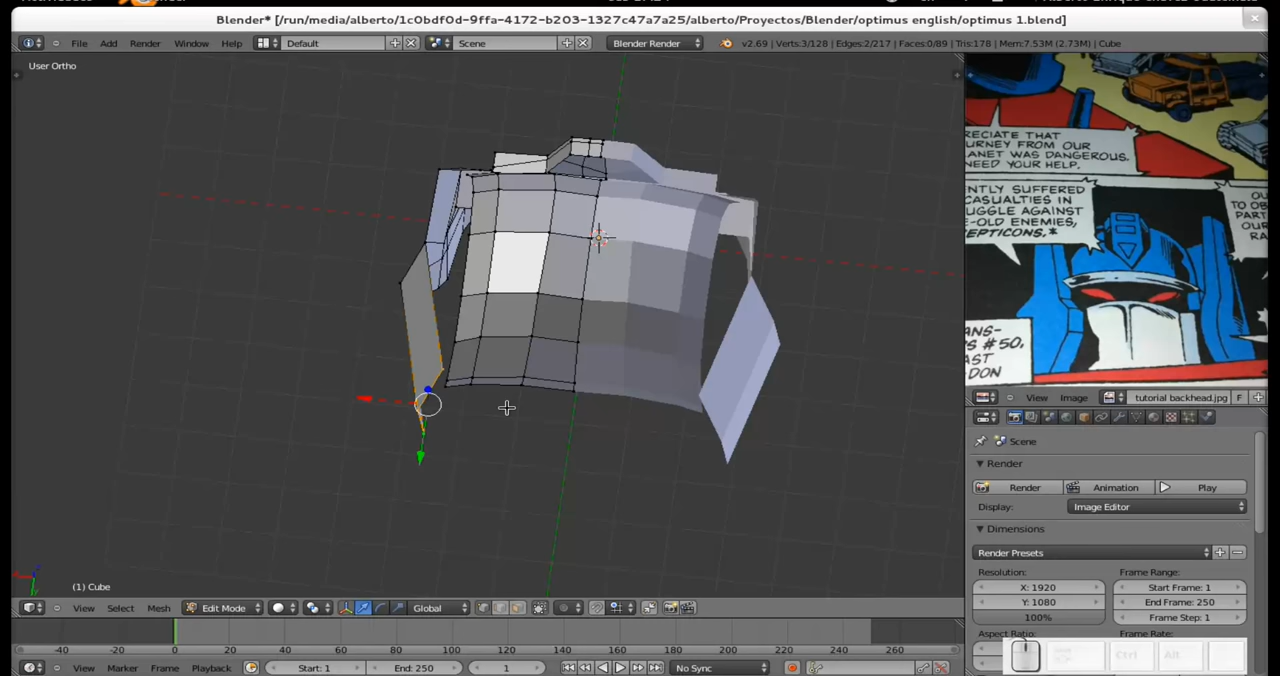 Blender* [/run/media/alberto/1c0bdf0d-9ffa-4172-b203-1327c47a7a25/alberto/Proyectos/Blender/optimus english/optimus 1.blend]
File Add Render Window Help Default Scene Blender Render v2.69 | Verts:3/128 | Edges:2/217 | Faces:0/89 | Tris:178 | Mem:7.53M (2.73M) | Cube
User Ortho
RECIATE THAT
URNEY FROM OUR
LANET WAS DANGEROUS.
NEED YOUR HELP.
NTLY SUFFERED
CASUALTIES IN
UGGLE AGAINST
E-OLD ENEMIES,
EPTICONS,*
OU
TO OB
PART
OUR
RA
ANS-
S #50,
AST
DON
View Image tutorial backhead.jpg F
Scene
Render
Render Animation Play
Display: Image Editor
Dimensions
Render Presets
Resolution: Frame Range:
X: 1920 Start Frame: 1
Y: 1080 End Frame: 250
100% Frame Step: 1
Aspect Ratio: Frame Rate:
Ctrl Alt
(1) Cube
View Select Mesh Edit Mode Global
-40 -20 0 20 40 60 80 100 120 140 160 180 200 220 240 260
View Marker Frame Playback Start: 1 End: 250 1 No Sync